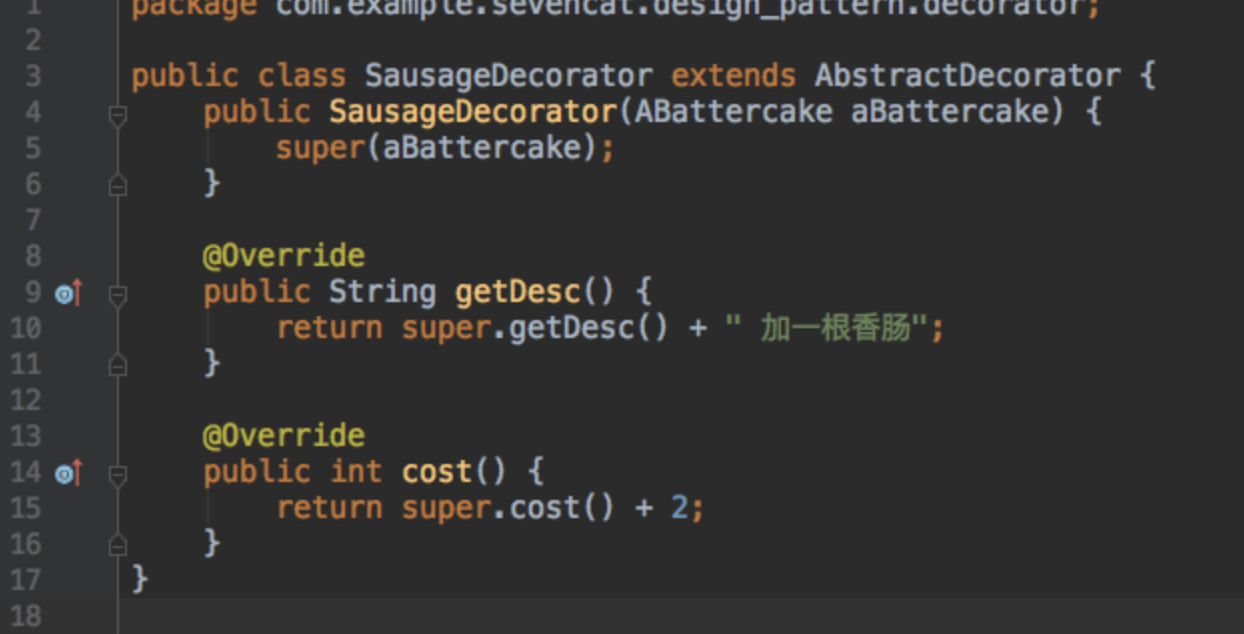 1 package com.example.sevencat.design_pattern.decorator;
2
3 public class SausageDecorator extends AbstractDecorator {
4     public SausageDecorator(ABattercake aBattercake) {
5         super(aBattercake);
6     }
7
8     @Override
9     public String getDesc() {
10         return super.getDesc() + " 加一根香肠";
11     }
12
13     @Override
14     public int cost() {
15         return super.cost() + 2;
16     }
17 }
18